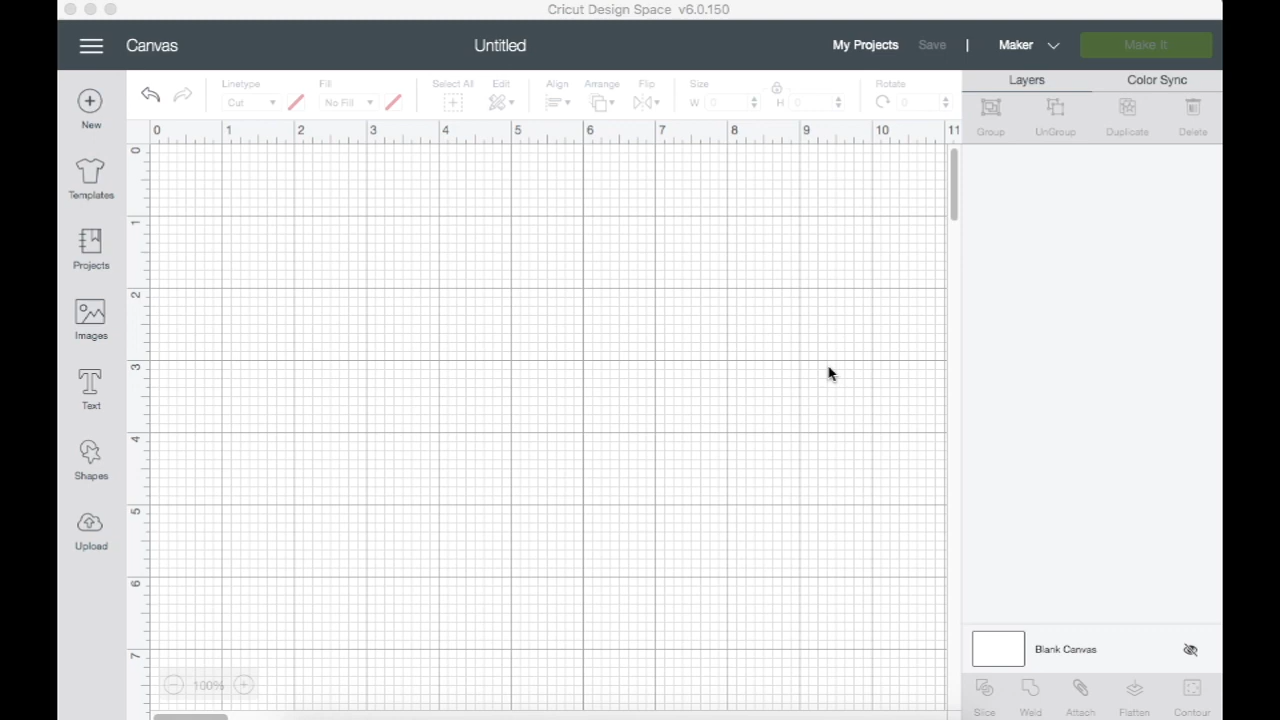 Cricut Design Space v6.0.150
Canvas
Untitled
My Projects
Save
|
Maker
Make It
New
Templates
Projects
Images
Text
Shapes
Upload
Linetype
Cut
Fill
No Fill
Select All
Edit
Align
Arrange
Flip
Size
W 0
H 0
Rotate
0
0 1 2 3 4 5 6 7 8 9 10 11
0
1
2
3
4
5
6
7
100%
Layers
Color Sync
Group
UnGroup
Duplicate
Delete
Blank Canvas
Slice
Weld
Attach
Flatten
Contour